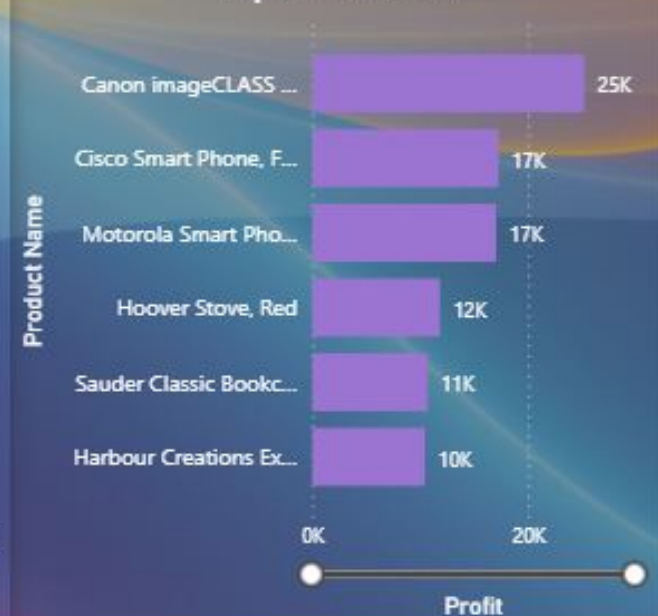 Canon imageCLASS ... 25K
Cisco Smart Phone, F... 17K
Motorola Smart Pho... 17K
Hoover Stove, Red 12K
Sauder Classic Bookc... 11K
Harbour Creations Ex... 10K
Product Name
0K 20K
Profit